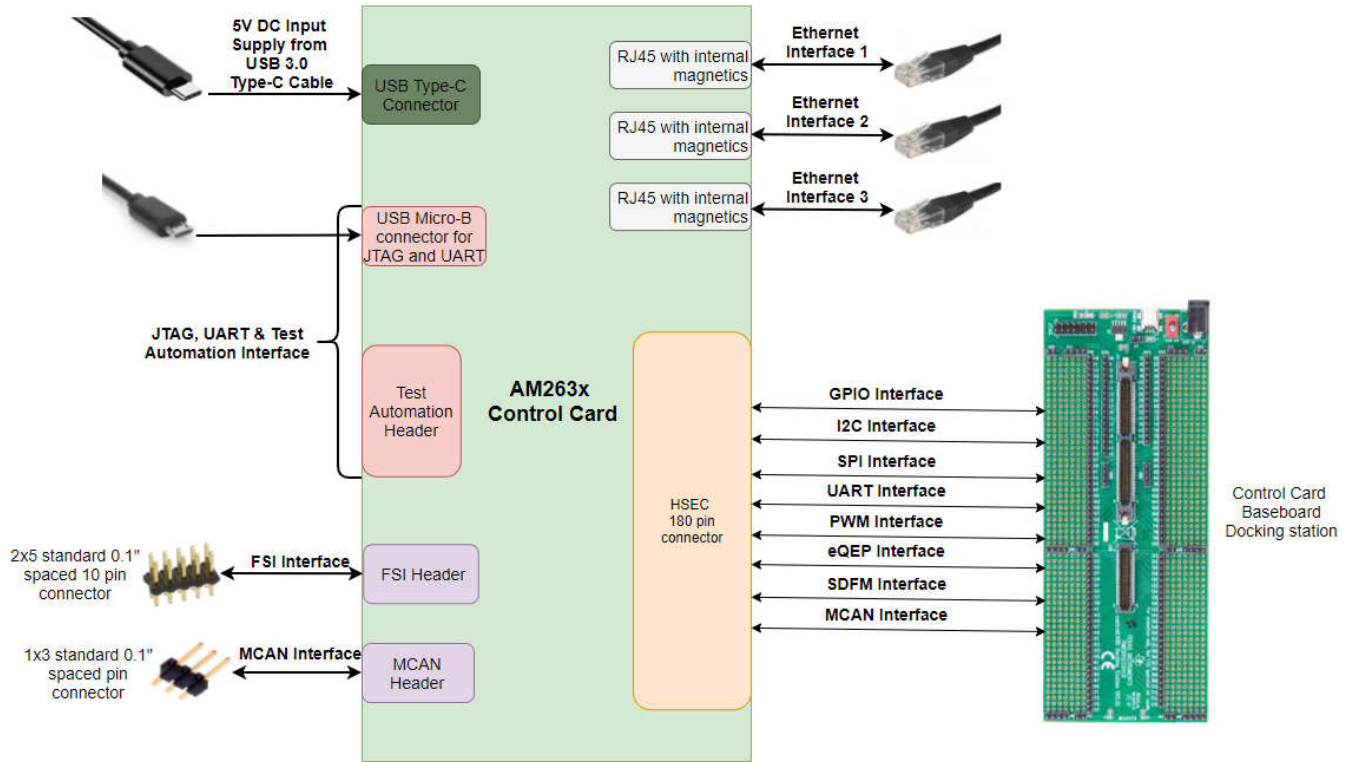 5V DC Input
Supply from
USB 3.0
Type-C Cable
USB Type-C
Connector
RJ45 with internal
magnetics
Ethernet
Interface 1
RJ45 with internal
magnetics
Ethernet
Interface 2
RJ45 with internal
magnetics
Ethernet
Interface 3
USB Micro-B
connector for
JTAG and UART
JTAG, UART & Test
Automation Interface
Test
Automation
Header
AM263x
Control Card
HSEC
180 pin
connector
GPIO Interface
I2C Interface
SPI Interface
UART Interface
PWM Interface
eQEP Interface
SDFM Interface
MCAN Interface
Control Card
Baseboard
Docking station
2x5 standard 0.1"
spaced 10 pin
connector
FSI Interface
FSI Header
1x3 standard 0.1"
spaced pin
connector
MCAN Interface
MCAN
Header
CE